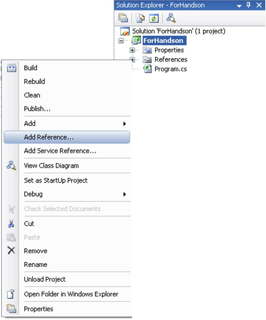 Solution Explorer - ForHandson
Solution 'ForHandson' (1 project)
ForHandson
Properties
References
Program.cs
Build
Rebuild
Clean
Publish...
Add
Add Reference...
Add Service Reference...
View Class Diagram
Set as StartUp Project
Debug
Check Selected Documents
Cut
Paste
Remove
Rename
Unload Project
Open Folder in Windows Explorer
Properties